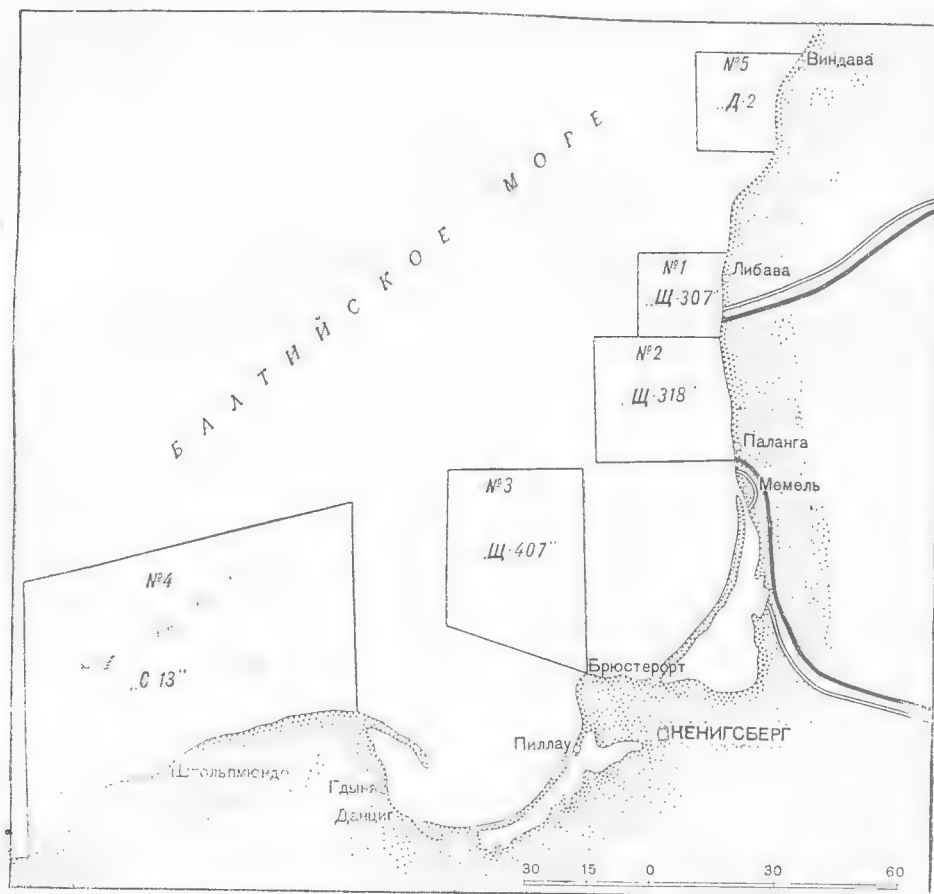 №5
Виндава
„Д-2
БАЛТИЙСКОЕ МОРЕ
№1
Либава
„Щ-307"
№2
„Щ-318"
Паланга
Мемель
№3
„Щ-407"
№4
„С 13"
Брюстерорт
КЕНИГСБЕРГ
Пиллау
Штольпмюнде
Гдыня
Данциг
30 15 0 30 60